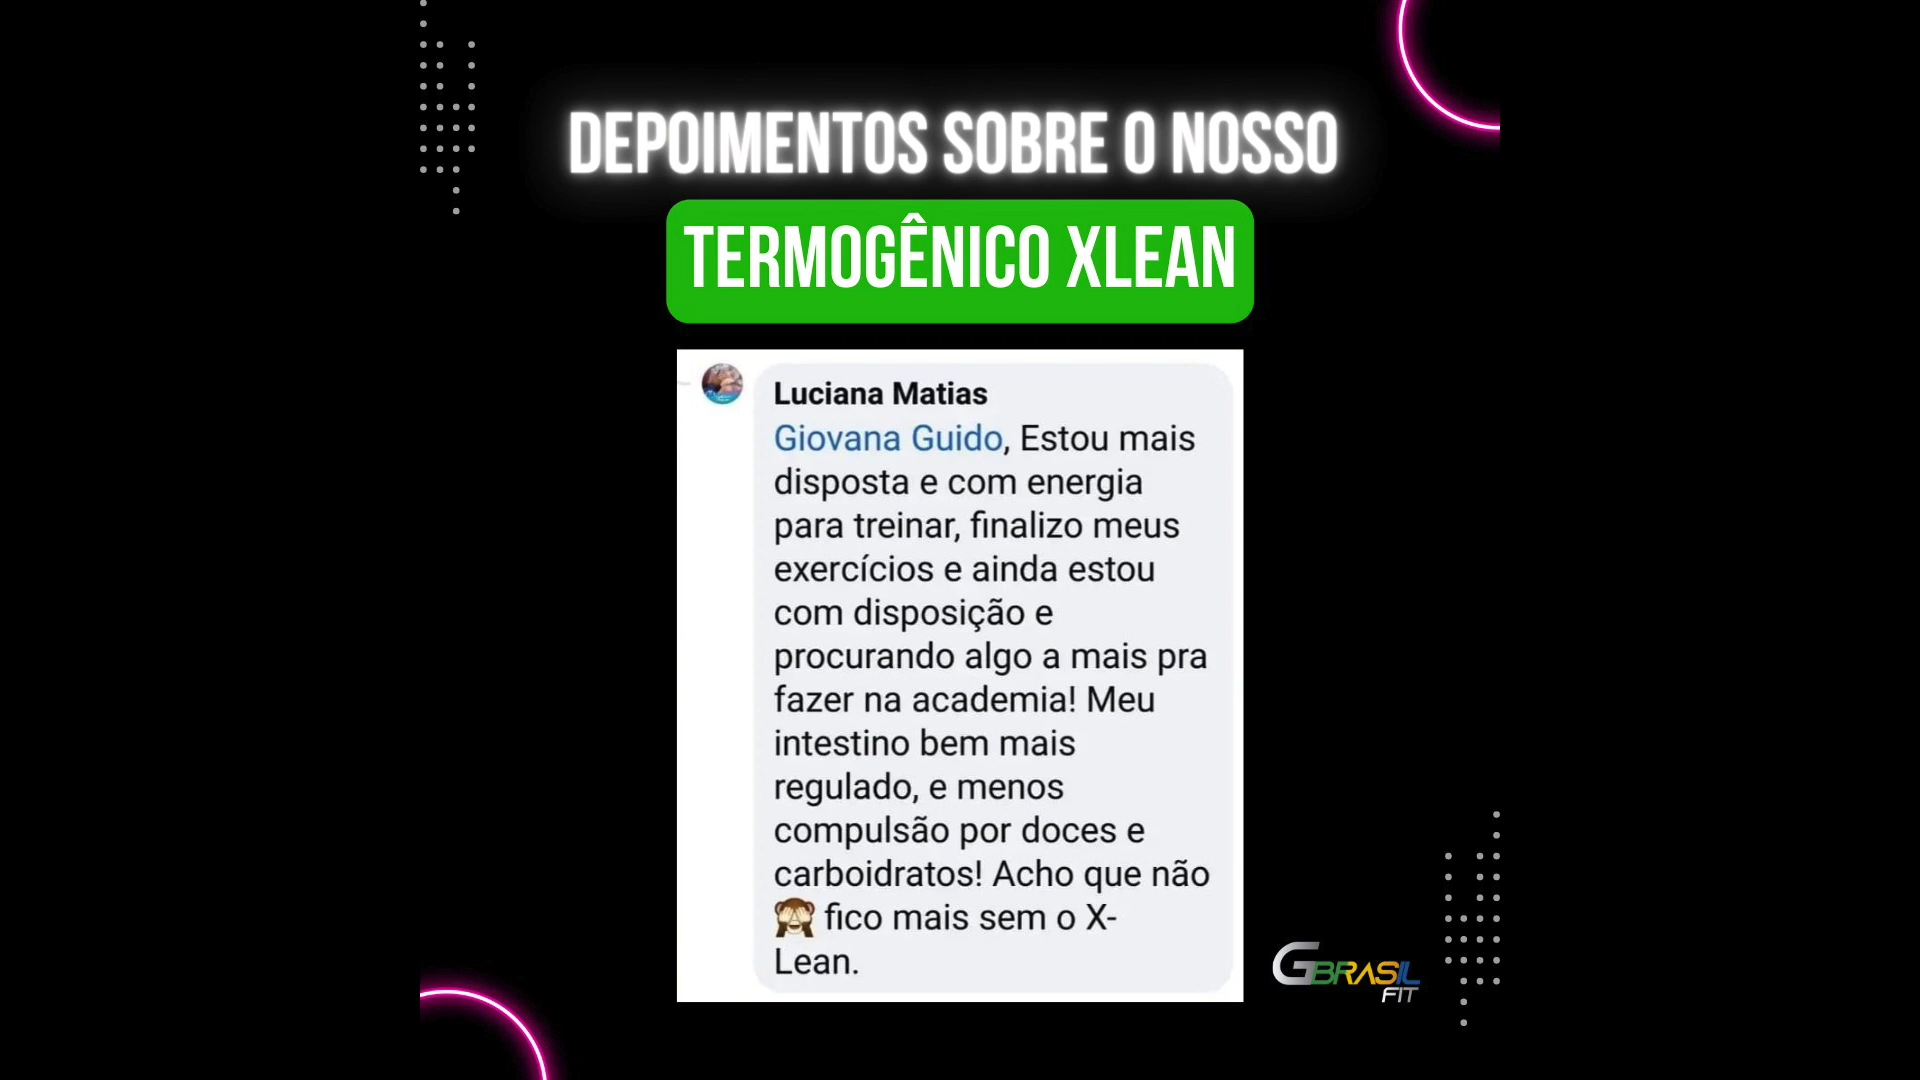 DEPOIMENTOS SOBRE O NOSSO
TERMOGÊNICO XLEAN
Luciana Matias
Giovana Guido, Estou mais
disposta e com energia
para treinar, finalizo meus
exercícios e ainda estou
com disposição e
procurando algo a mais pra
fazer na academia! Meu
intestino bem mais
regulado, e menos
compulsão por doces e
carboidratos! Acho que não
🙈 fico mais sem o X-
Lean.
GBRASIL
FIT